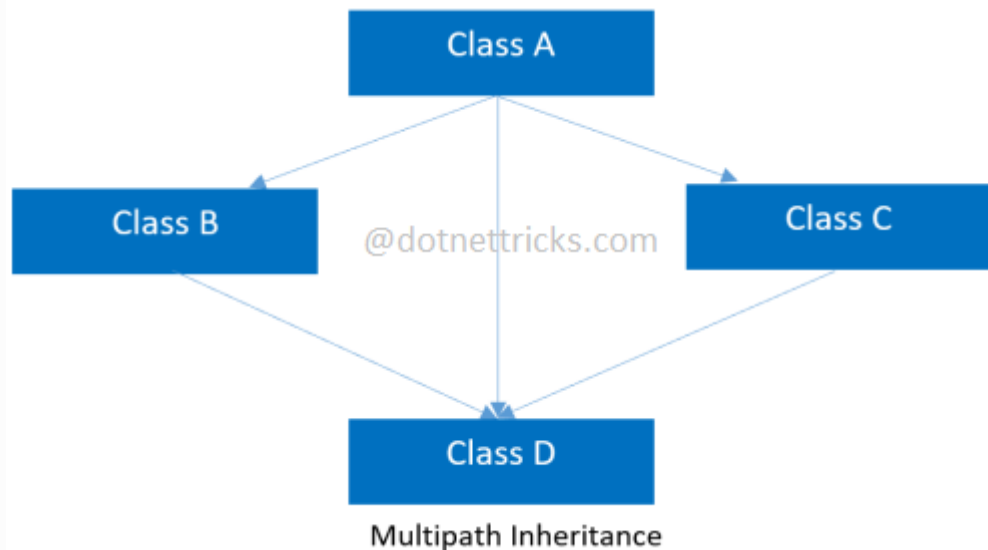 Class A
Class B
Class C
@dotnettricks.com
Class D
Multipath Inheritance